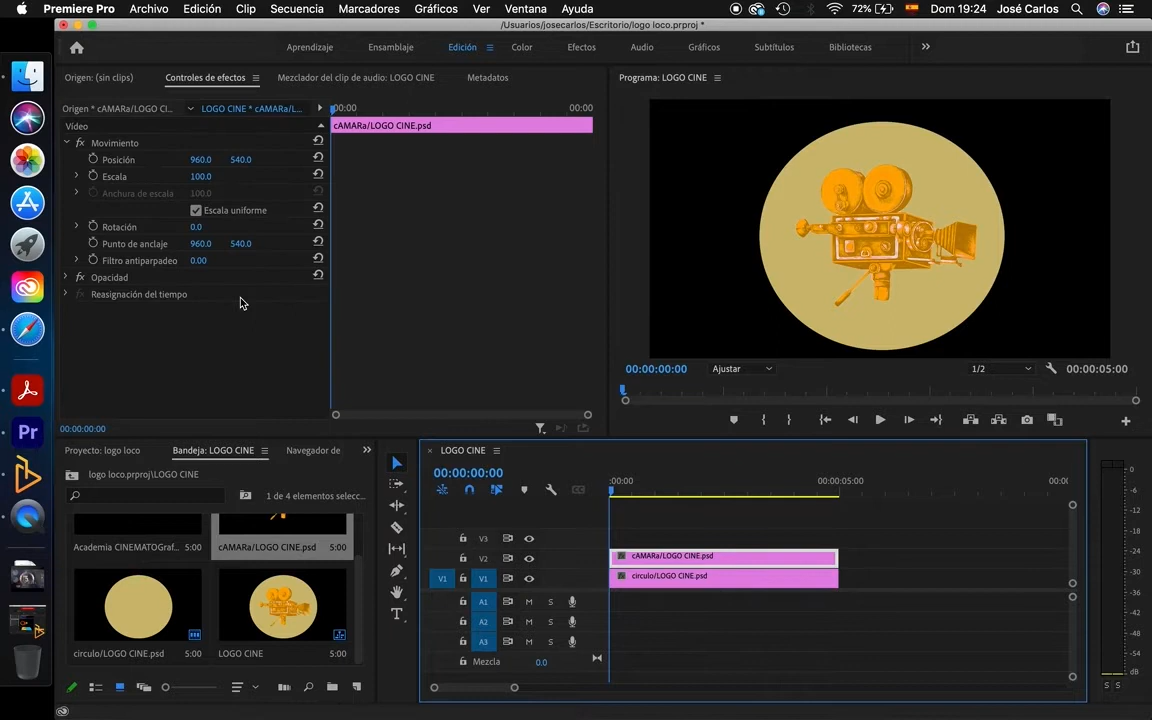 Premiere Pro Archivo Edición Clip Secuencia Marcadores Gráficos Ver Ventana Ayuda 72% Dom 19:24 José Carlos
/Usuarios/josecarlos/Escritorio/logo loco.prproj *
Aprendizaje Ensamblaje Edición Color Efectos Audio Gráficos Subtítulos Bibliotecas
Origen: (sin clips) Controles de efectos Mezclador del clip de audio: LOGO CINE Metadatos
Programa: LOGO CINE
Origen * cAMARa/LOGO CI... LOGO CINE * cAMARa/L...
:00:00 00:00
Vídeo
cAMARa/LOGO CINE.psd
fx Movimiento
Posición 960.0 540.0
Escala 100.0
Anchura de escala 100.0
Escala uniforme
Rotación 0.0
Punto de anclaje 960.0 540.0
Filtro antiparpadeo 0.00
fx Opacidad
fx Reasignación del tiempo
00:00:00:00 Ajustar 1/2 00:00:05:00
00:00:00:00
Proyecto: logo loco Bandeja: LOGO CINE Navegador de
logo loco.prproj\LOGO CINE
1 de 4 elementos selecc...
Academia CINEMATOGraf... 5:00 cAMARa/LOGO CINE.psd 5:00
circulo/LOGO CINE.psd 5:00 LOGO CINE 5:00
LOGO CINE
00:00:00:00
:00:00 00:00:05:00 00:0
V3
V2 cAMARa/LOGO CINE.psd
V1 V1 circulo/LOGO CINE.psd
A1 M S
A2 M S
A3 M S
Mezcla 0.0
0
-6
-12
-18
-24
-30
-36
-42
-48
-54
dB
S S
Pr